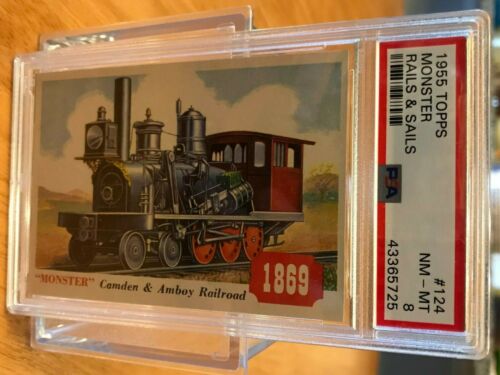 1955 TOPPS
MONSTER
RAILS & SAILS
#124
NM - MT
8
PSA
43365725
1869
"MONSTER" Camden & Amboy Railroad